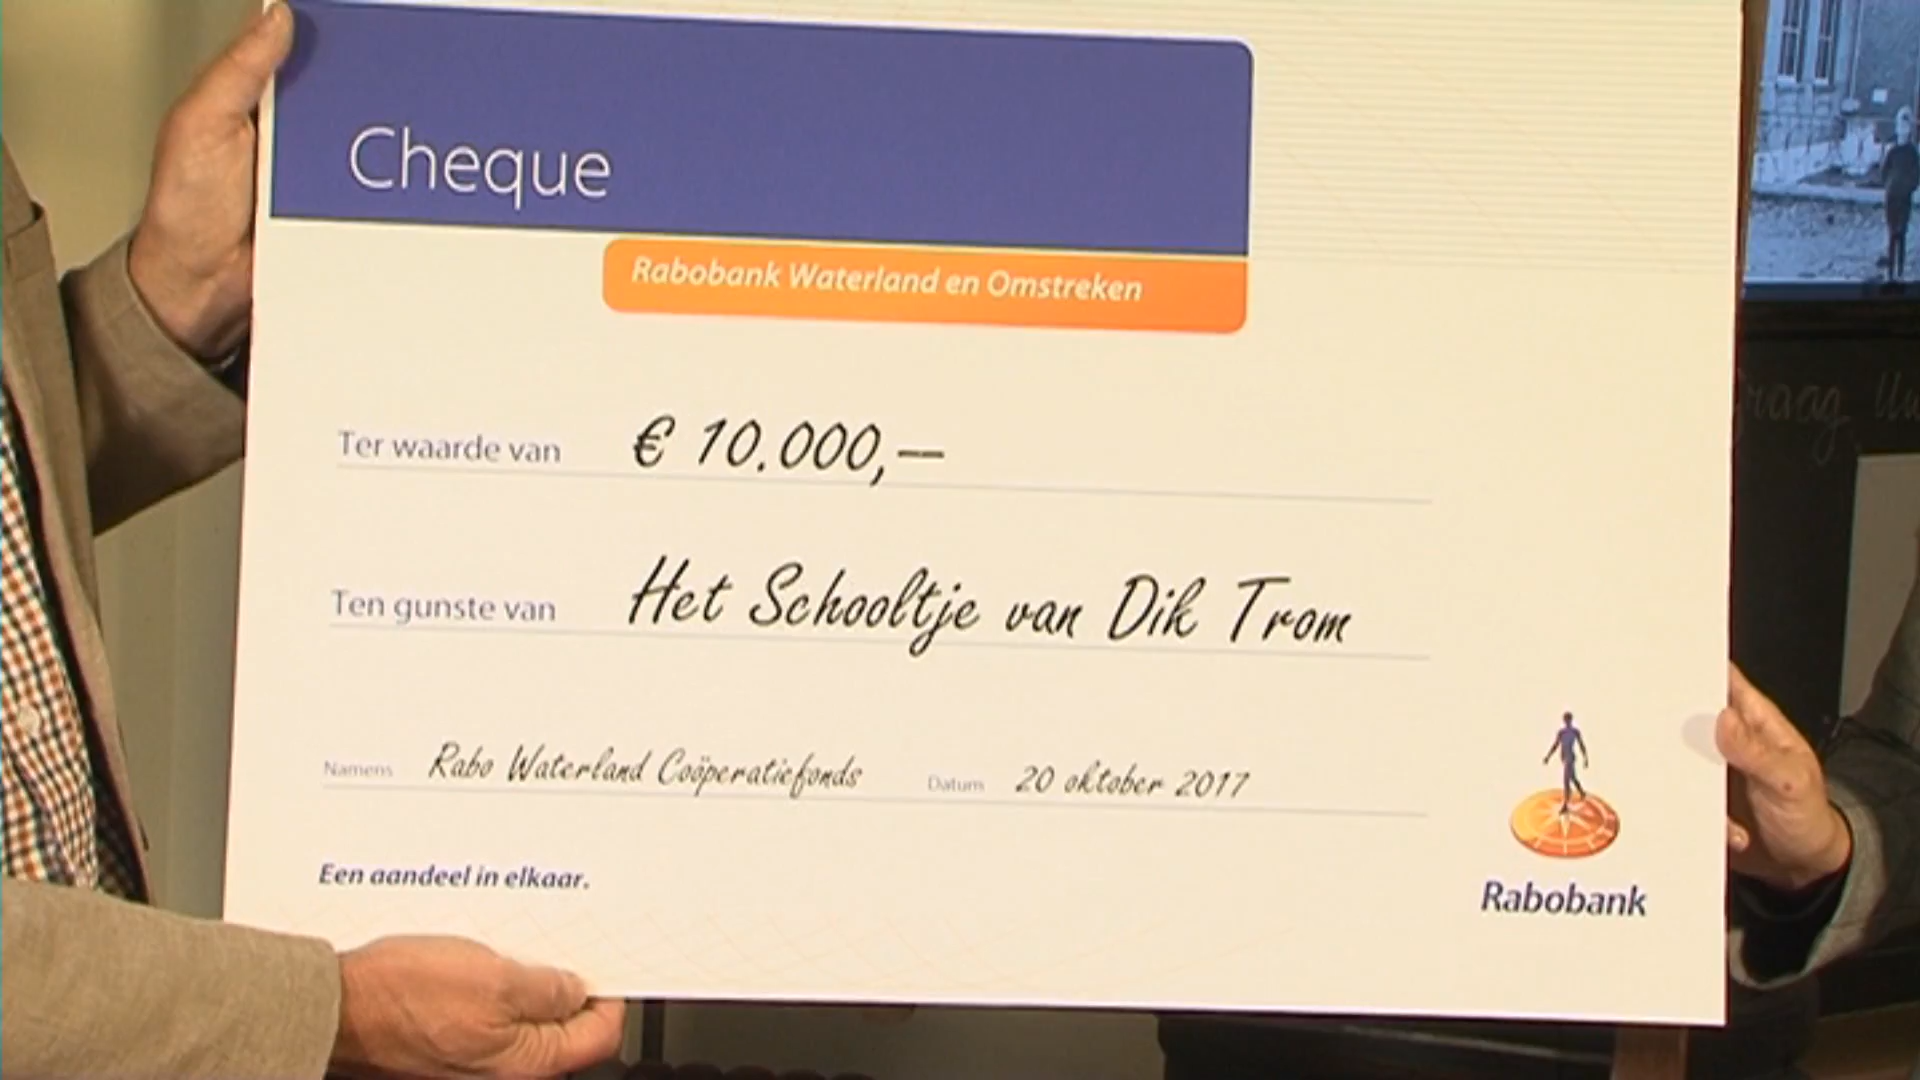 Cheque
Rabobank Waterland en Omstreken
Ter waarde van € 10.000,—
Ten gunste van Het Schooltje van Dik Trom
Namens Rabo Waterland Coöperatiefonds Datum 20 oktober 2017
Een aandeel in elkaar.
Rabobank